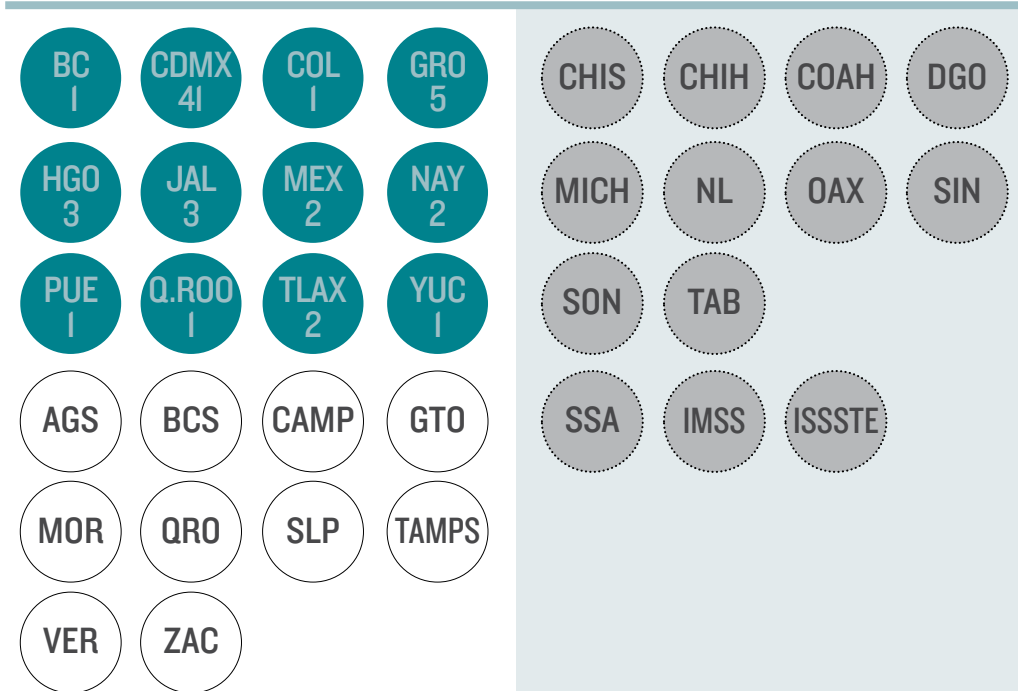 BC
1
CDMX
41
COL
1
GRO
5
HGO
3
JAL
3
MEX
2
NAY
2
PUE
1
Q.ROO
1
TLAX
2
YUC
1
AGS
BCS
CAMP
GTO
MOR
QRO
SLP
TAMPS
VER
ZAC
CHIS
CHIH
COAH
DGO
MICH
NL
OAX
SIN
SON
TAB
SSA
IMSS
ISSSTE